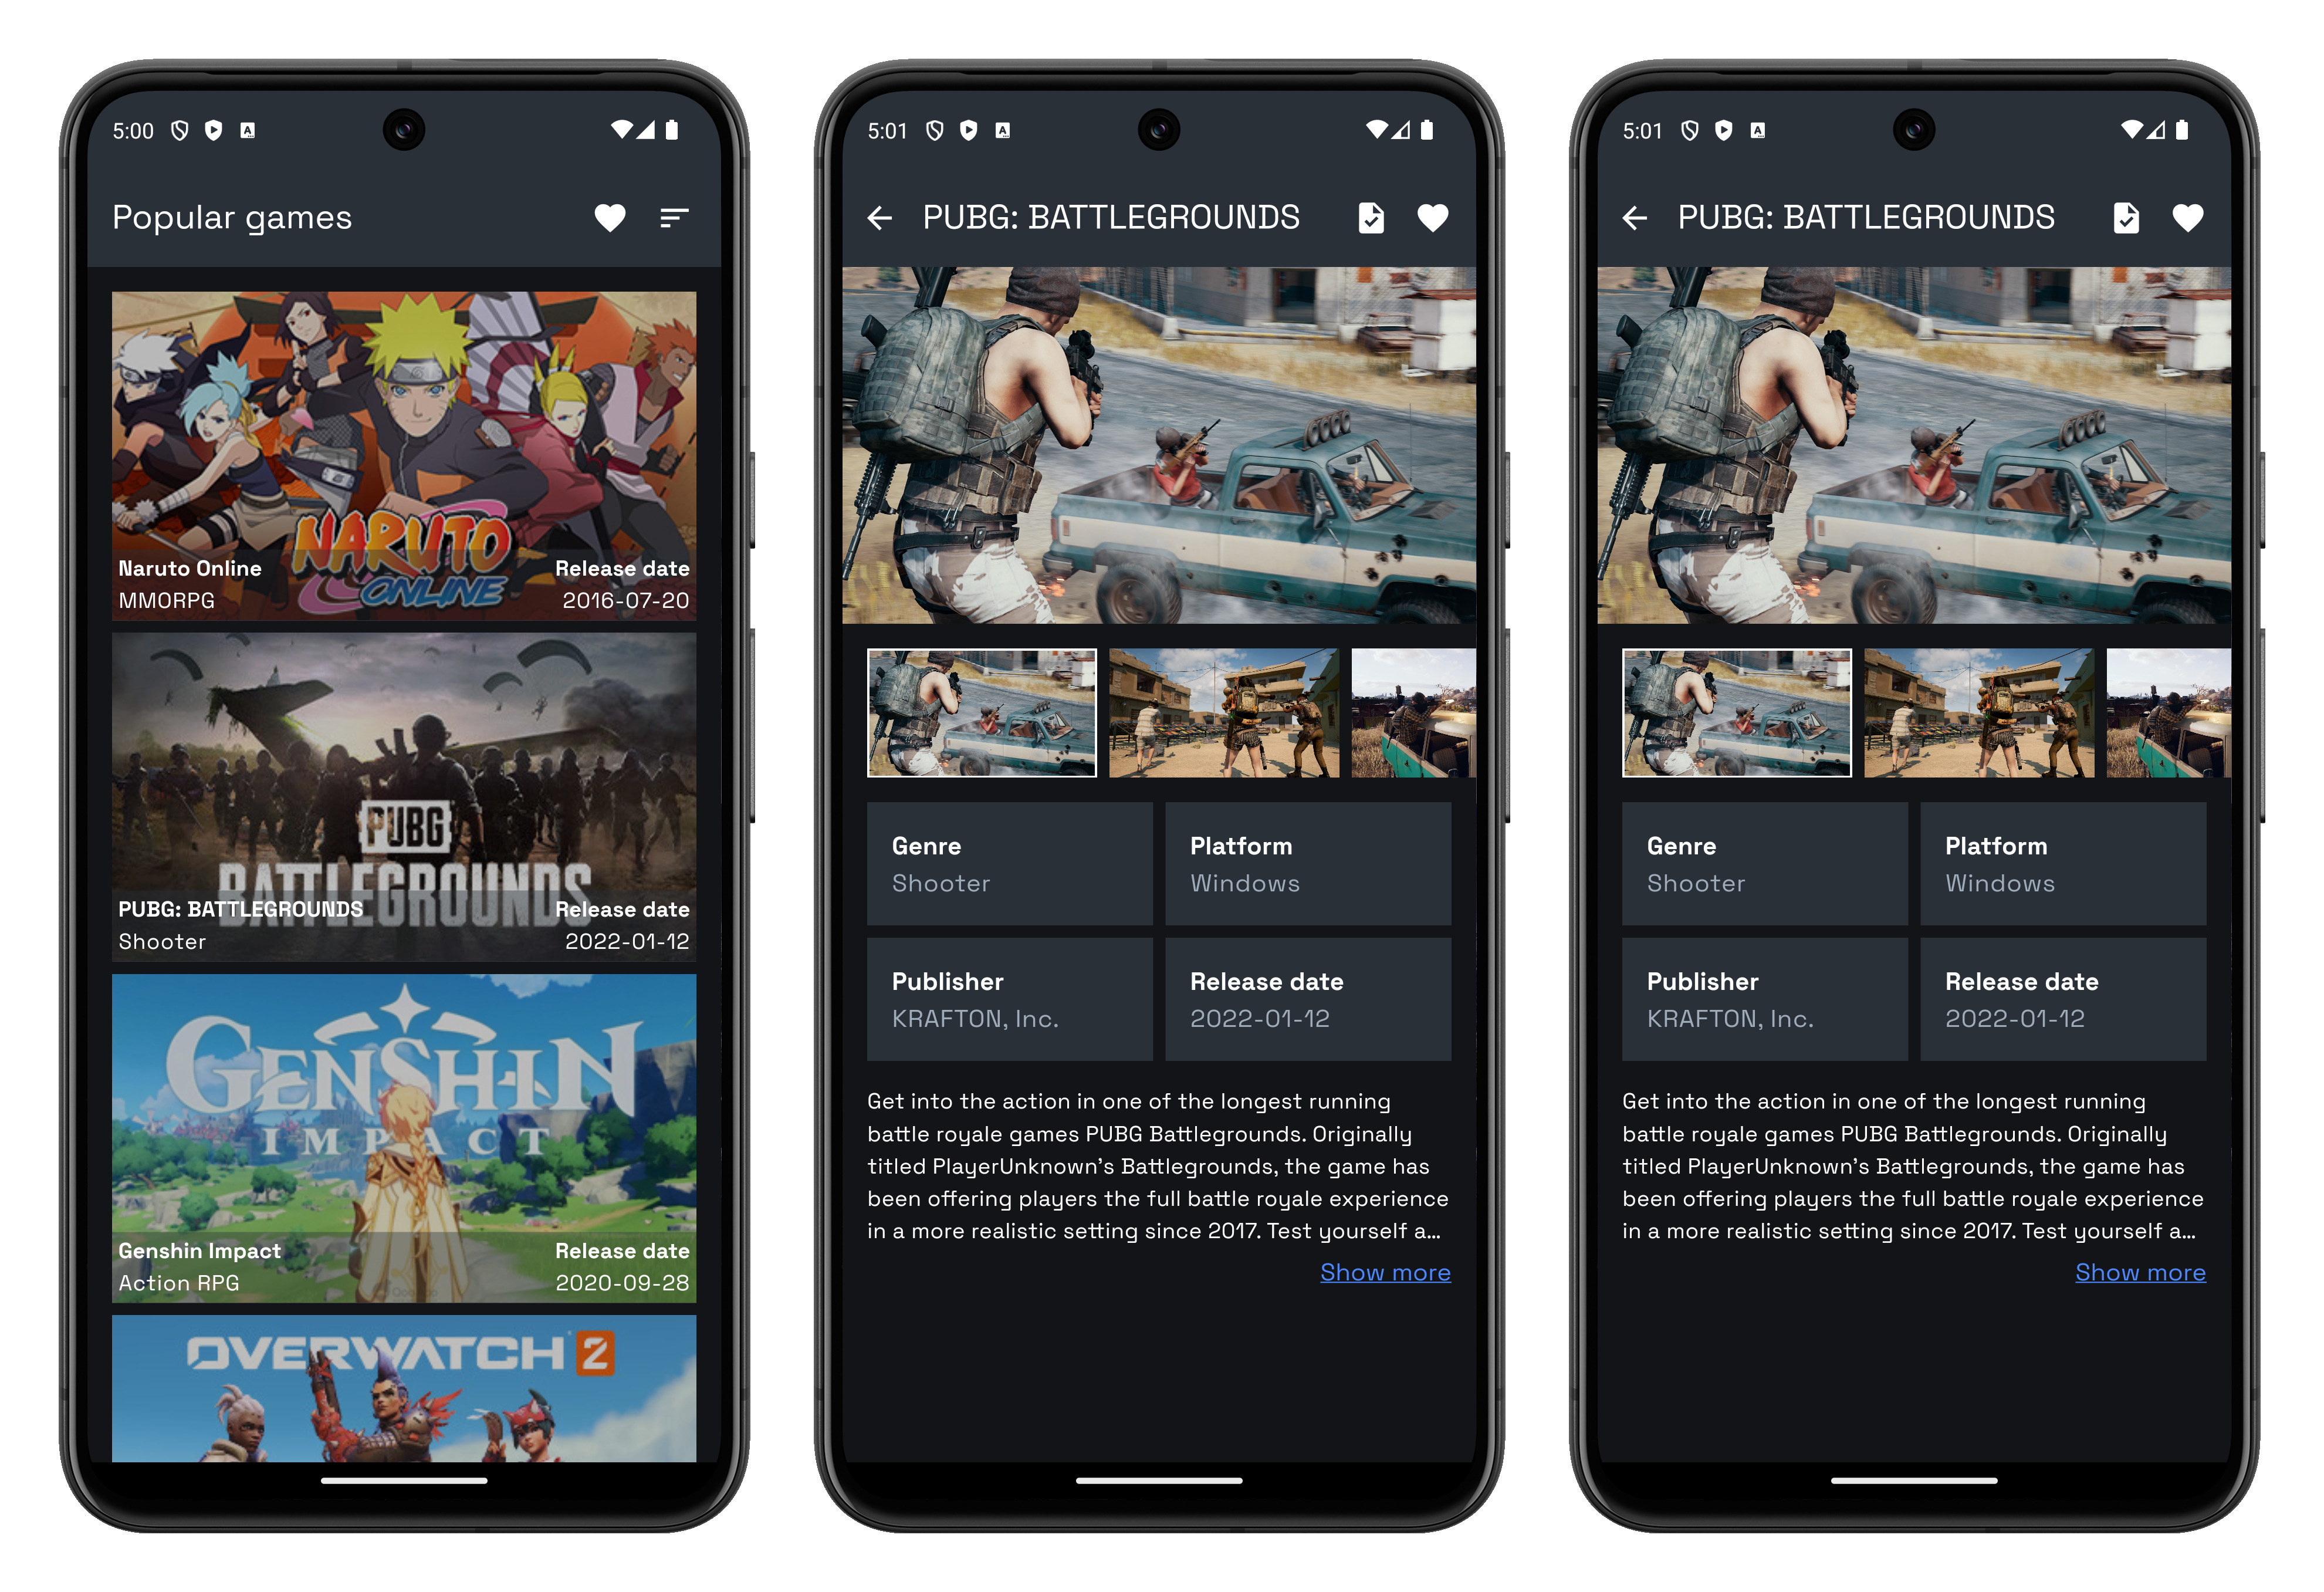 5:00
Popular games
NARUTO
ONLINE
Naruto Online
Release date
MMORPG
2016-07-20
PUBG
BATTLEGROUNDS
PUBG: BATTLEGROUNDS
Release date
Shooter
2022-01-12
GENSHIN
IMPACT
Genshin Impact
Release date
Action RPG
2020-09-28
OVERWATCH 2
5:01
PUBG: BATTLEGROUNDS
Genre
Platform
Shooter
Windows
Publisher
Release date
KRAFTON, Inc.
2022-01-12
Get into the action in one of the longest running
battle royale games PUBG Battlegrounds. Originally
titled PlayerUnknown's Battlegrounds, the game has
been offering players the full battle royale experience
in a more realistic setting since 2017. Test yourself a...
Show more
5:01
PUBG: BATTLEGROUNDS
Genre
Platform
Shooter
Windows
Publisher
Release date
KRAFTON, Inc.
2022-01-12
Get into the action in one of the longest running
battle royale games PUBG Battlegrounds. Originally
titled PlayerUnknown's Battlegrounds, the game has
been offering players the full battle royale experience
in a more realistic setting since 2017. Test yourself a...
Show more